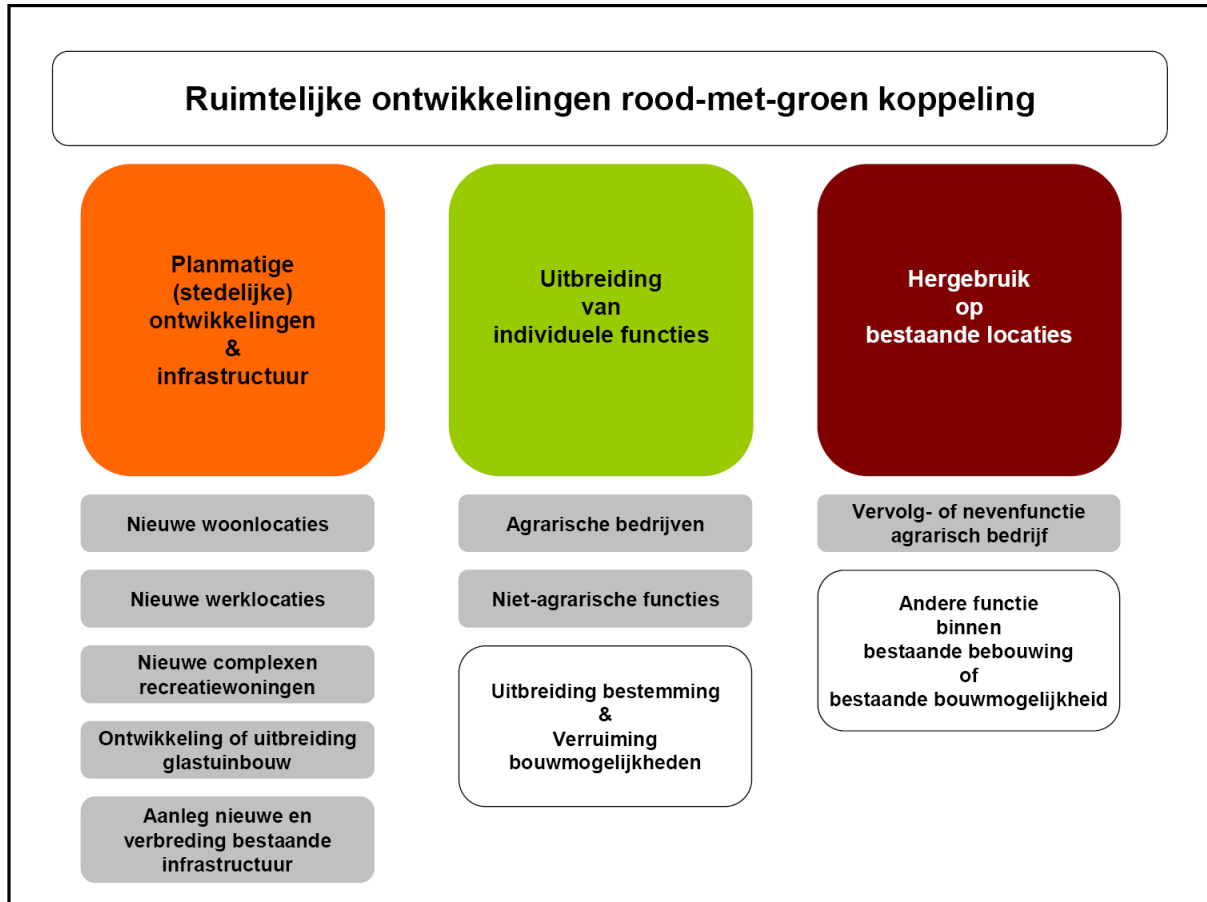 Ruimtelijke ontwikkelingen rood-met-groen koppeling
Planmatige
(stedelijke)
ontwikkelingen
&
infrastructuur
Nieuwe woonlocaties
Nieuwe werklocaties
Nieuwe complexen
recreatiewoningen
Ontwikkeling of uitbreiding
glastuinbouw
Aanleg nieuwe en
verbreding bestaande
infrastructuur
Uitbreiding
van
individuele functies
Agrarische bedrijven
Niet-agrarische functies
Uitbreiding bestemming
&
Verruiming
bouwmogelijkheden
Hergebruik
op
bestaande locaties
Vervolg- of nevenfunctie
agrarisch bedrijf
Andere functie
binnen
bestaande bebouwing
of
bestaande bouwmogelijkheid